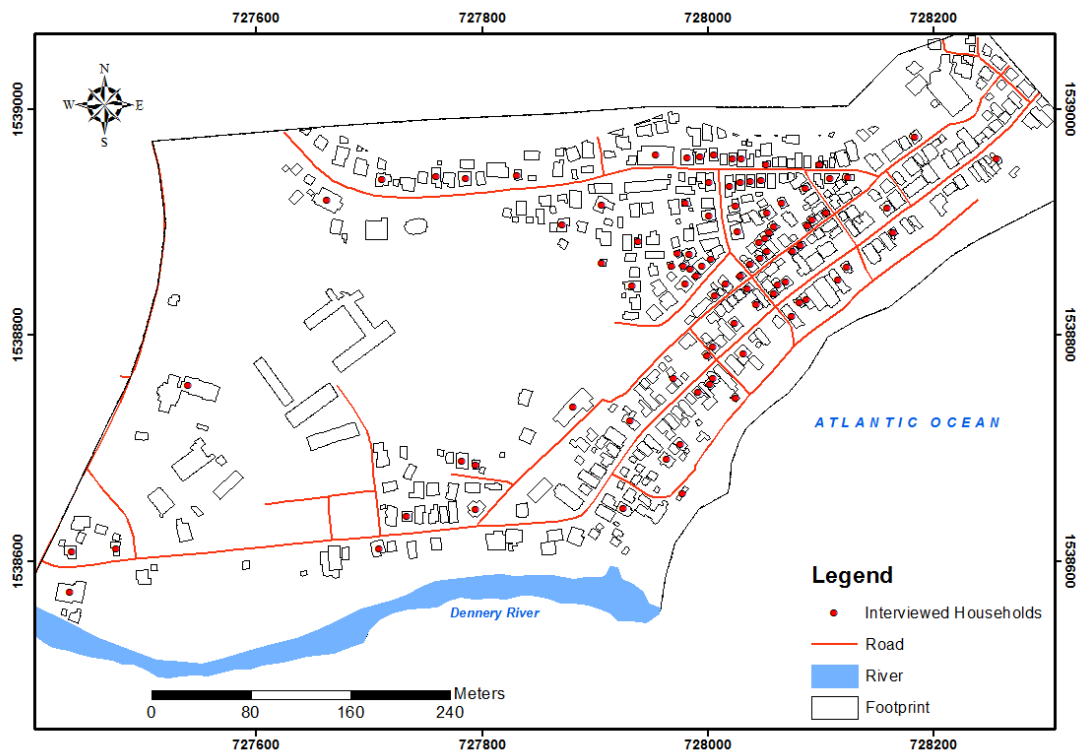 727600 727800 728000 728200
N
W E
S
1539000 1539000
1538800 1538800
ATLANTIC OCEAN
1538600 1538600
Legend
Interviewed Households
Dennery River
Road
River
Meters
Footprint
0 80 160 240
727600 727800 728000 728200